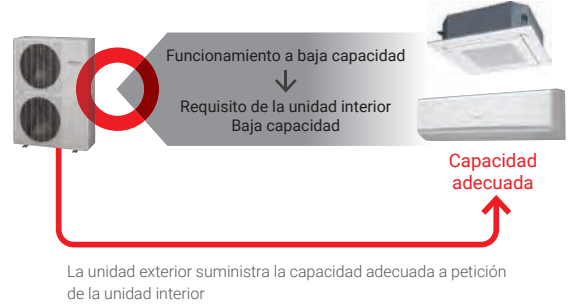 Funcionamiento a baja capacidad
Requisito de la unidad interior
Baja capacidad
Capacidad
adecuada
La unidad exterior suministra la capacidad adecuada a petición
de la unidad interior